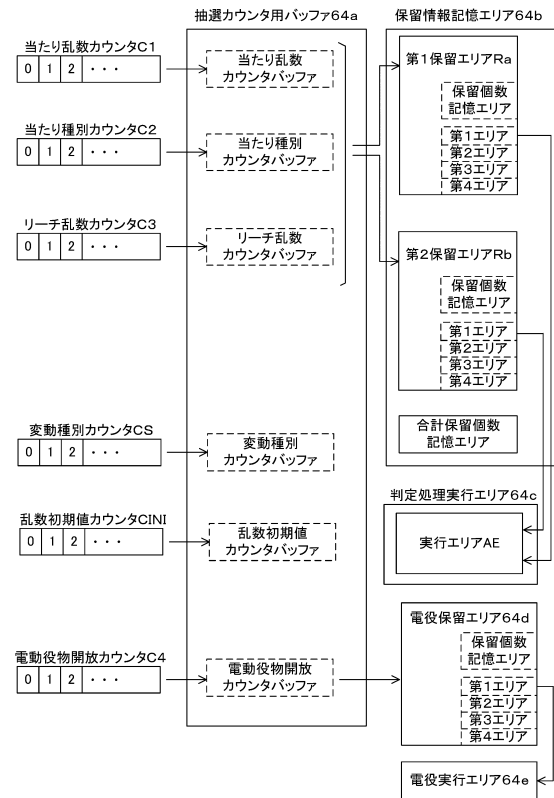 抽選カウンタ用バッファ64a
保留情報記憶エリア64b
当たり乱数カウンタC1
0 1 2 ・・・
当たり乱数
カウンタバッファ
第1保留エリアRa
保留個数
記憶エリア
第1エリア
第2エリア
第3エリア
第4エリア
当たり種別カウンタC2
0 1 2 ・・・
当たり種別
カウンタバッファ
リーチ乱数カウンタC3
0 1 2 ・・・
リーチ乱数
カウンタバッファ
第2保留エリアRb
保留個数
記憶エリア
第1エリア
第2エリア
第3エリア
第4エリア
合計保留個数
記憶エリア
変動種別カウンタCS
0 1 2 ・・・
変動種別
カウンタバッファ
判定処理実行エリア64c
実行エリアAE
乱数初期値カウンタCINI
0 1 2 ・・・
乱数初期値
カウンタバッファ
電動役物開放カウンタC4
0 1 2 ・・・
電動役物開放
カウンタバッファ
電役保留エリア64d
保留個数
記憶エリア
第1エリア
第2エリア
第3エリア
第4エリア
電役実行エリア64e